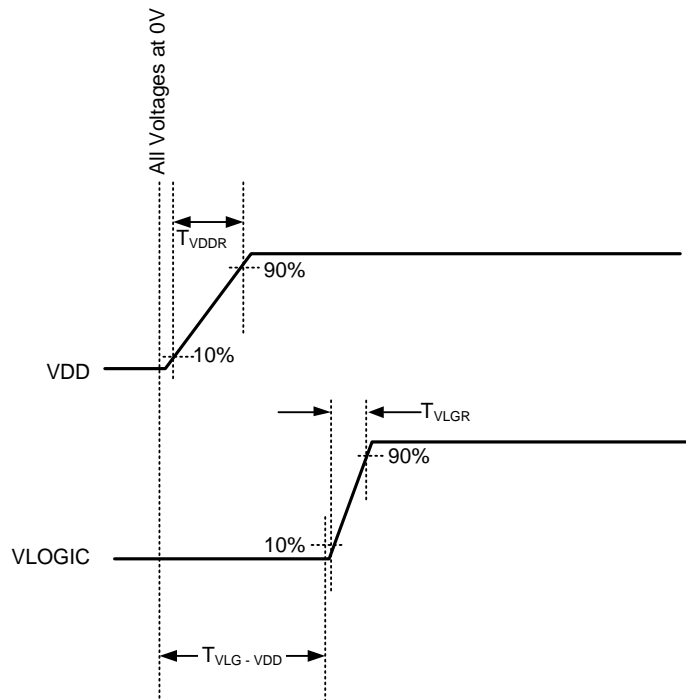 All Voltages at 0V
TVDDR
90%
10%
VDD
TVLGR
90%
10%
VLOGIC
TVLG - VDD